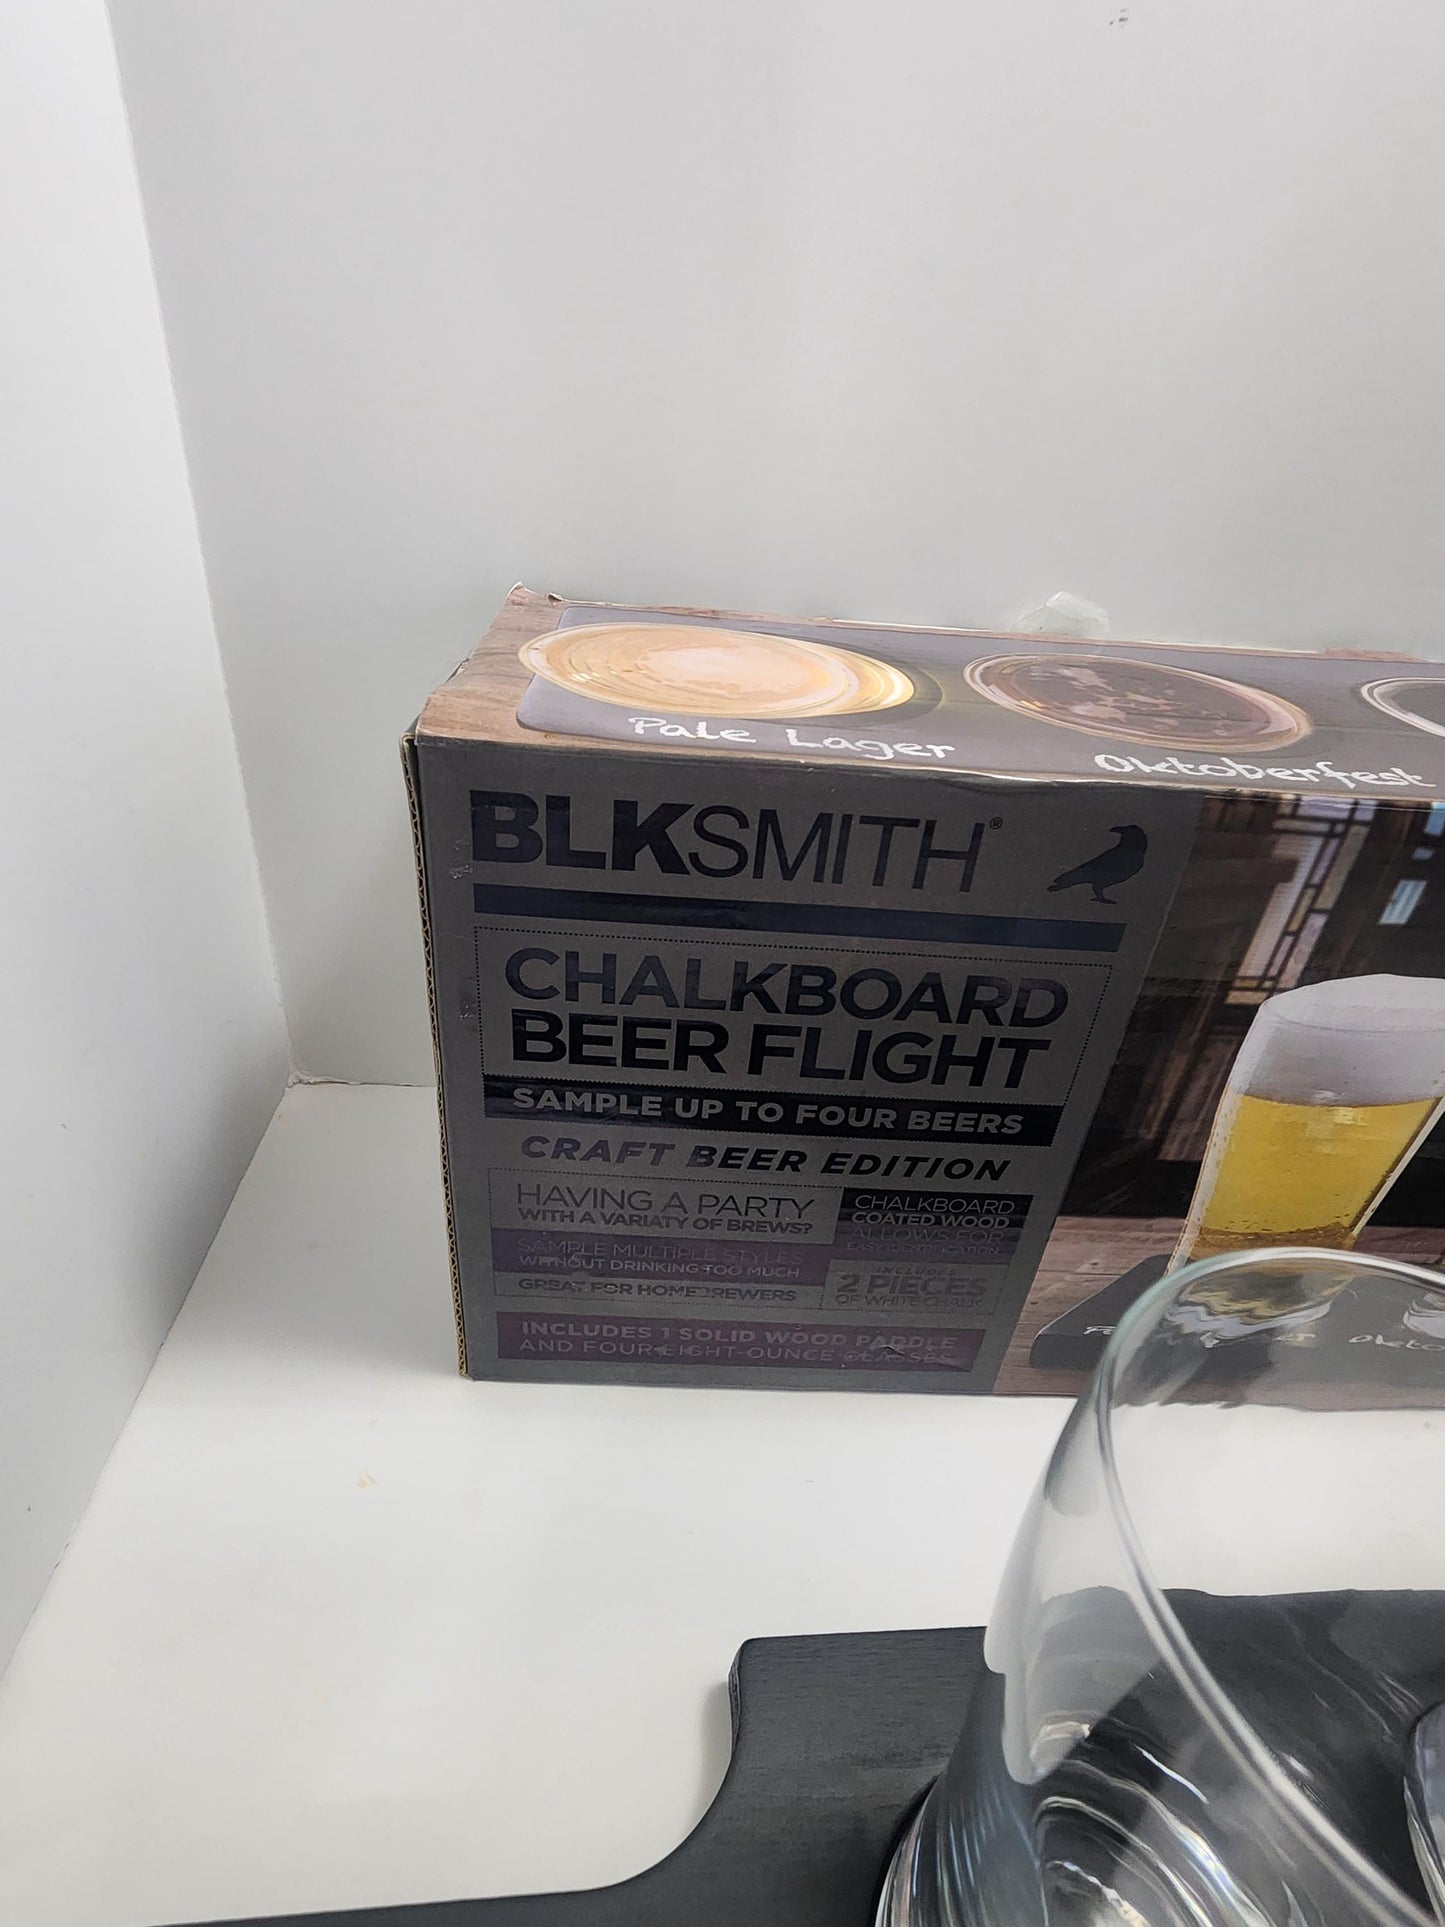 Pale Lager
Oktoberfest
BLKSMITH®
CHALKBOARD
BEER FLIGHT
SAMPLE UP TO FOUR BEERS
CRAFT BEER EDITION
HAVING A PARTY
WITH A VARIATY OF BREWS?
SAMPLE MULTIPLE STYLES
WITHOUT DRINKING TOO MUCH
GREAT FOR HOMEBREWERS
CHALKBOARD
COATED WOOD
ALLOWS FOR
EASY IDENTIFICATION
INCLUDES
2 PIECES
OF WHITE CHALK
INCLUDES 1 SOLID WOOD PADDLE
AND FOUR EIGHT-OUNCE GLASSES